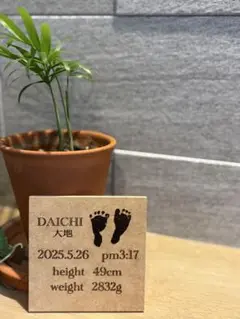 DAICHI
大地
2025.5.26 pm3:17
height 49cm
weight 2832g